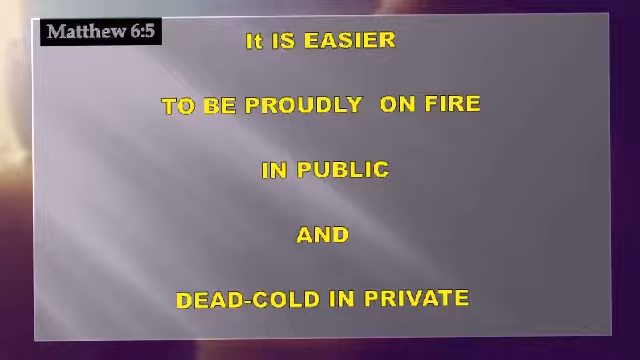 Matthew 6:5
It IS EASIER
TO BE PROUDLY ON FIRE
IN PUBLIC
AND
DEAD-COLD IN PRIVATE